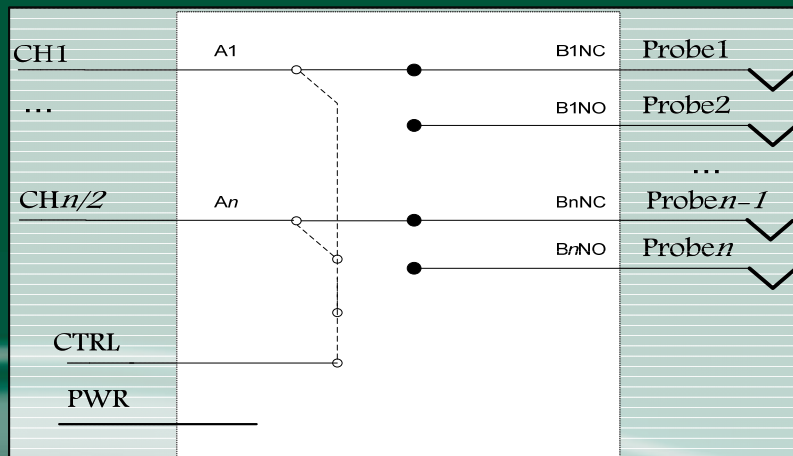 CH1 A1 B1NC Probe1
... B1NO Probe2
...
CHn/2 An BnNC Proben-1
BnNO Proben
CTRL
PWR